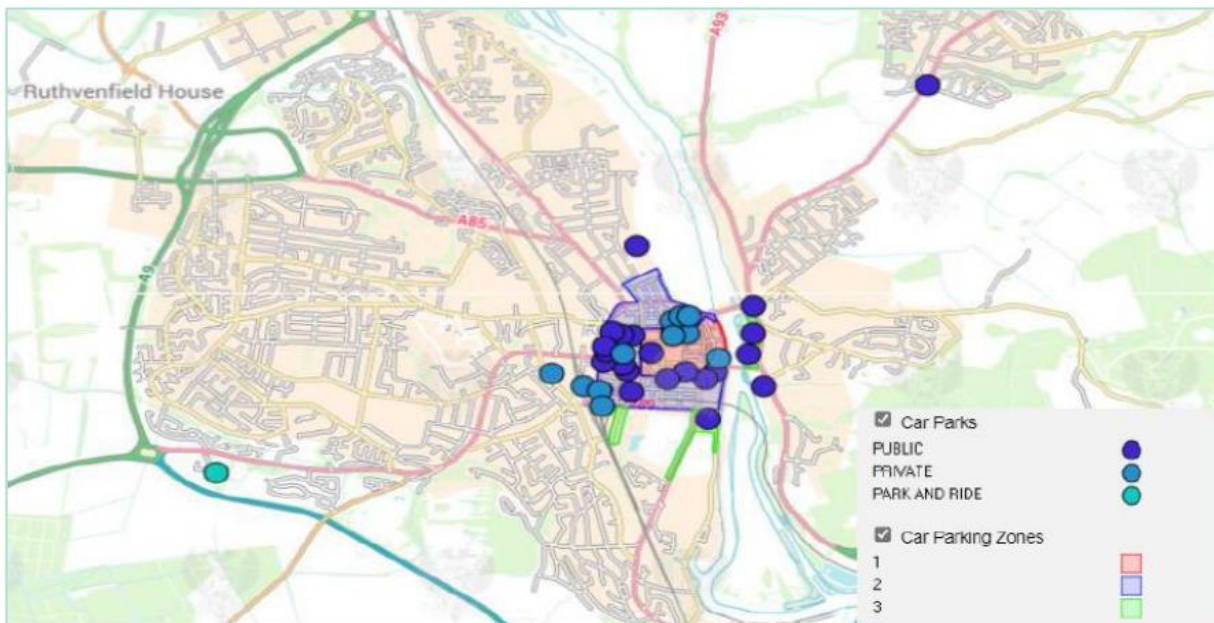 Ruthvenfield House
A9
A85
A93
Car Parks
PUBLIC
PRIVATE
PARK AND RIDE
Car Parking Zones
1
2
3